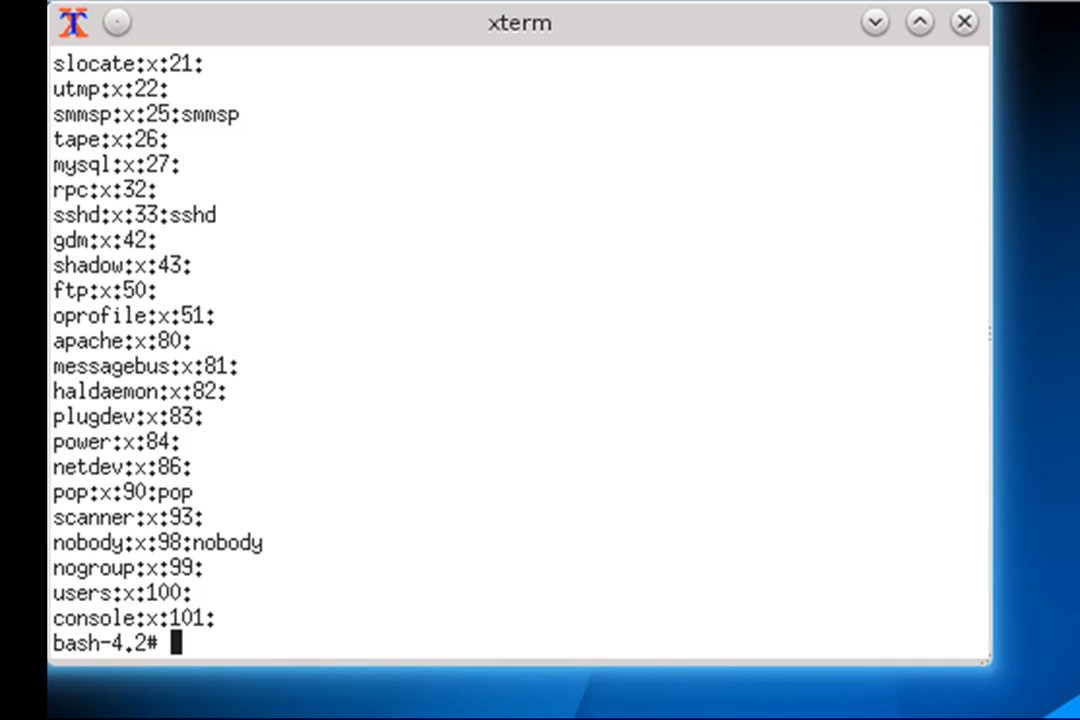 xterm
slocate:x:21:
utmp:x:22:
smmsp:x:25:smmsp
tape:x:26:
mysql:x:27:
rpc:x:32:
sshd:x:33:sshd
gdm:x:42:
shadow:x:43:
ftp:x:50:
oprofile:x:51:
apache:x:80:
messagebus:x:81:
haldaemon:x:82:
plugdev:x:83:
power:x:84:
netdev:x:86:
pop:x:90:pop
scanner:x:93:
nobody:x:98:nobody
nogroup:x:99:
users:x:100:
console:x:101:
bash-4.2#